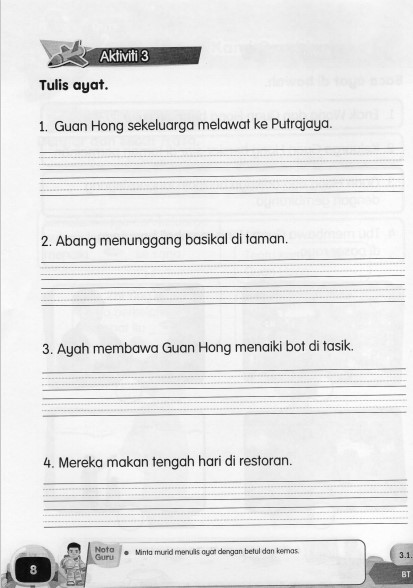 Aktiviti 3
Tulis ayat.
1. Guan Hong sekeluarga melawat ke Putrajaya.
2. Abang menunggang basikal di taman.
3. Ayah membawa Guan Hong menaiki bot di tasik.
4. Mereka makan tengah hari di restoran.
8
Nota
Guru
• Minta murid menulis ayat dengan betul dan kemas.
3.1.
BT